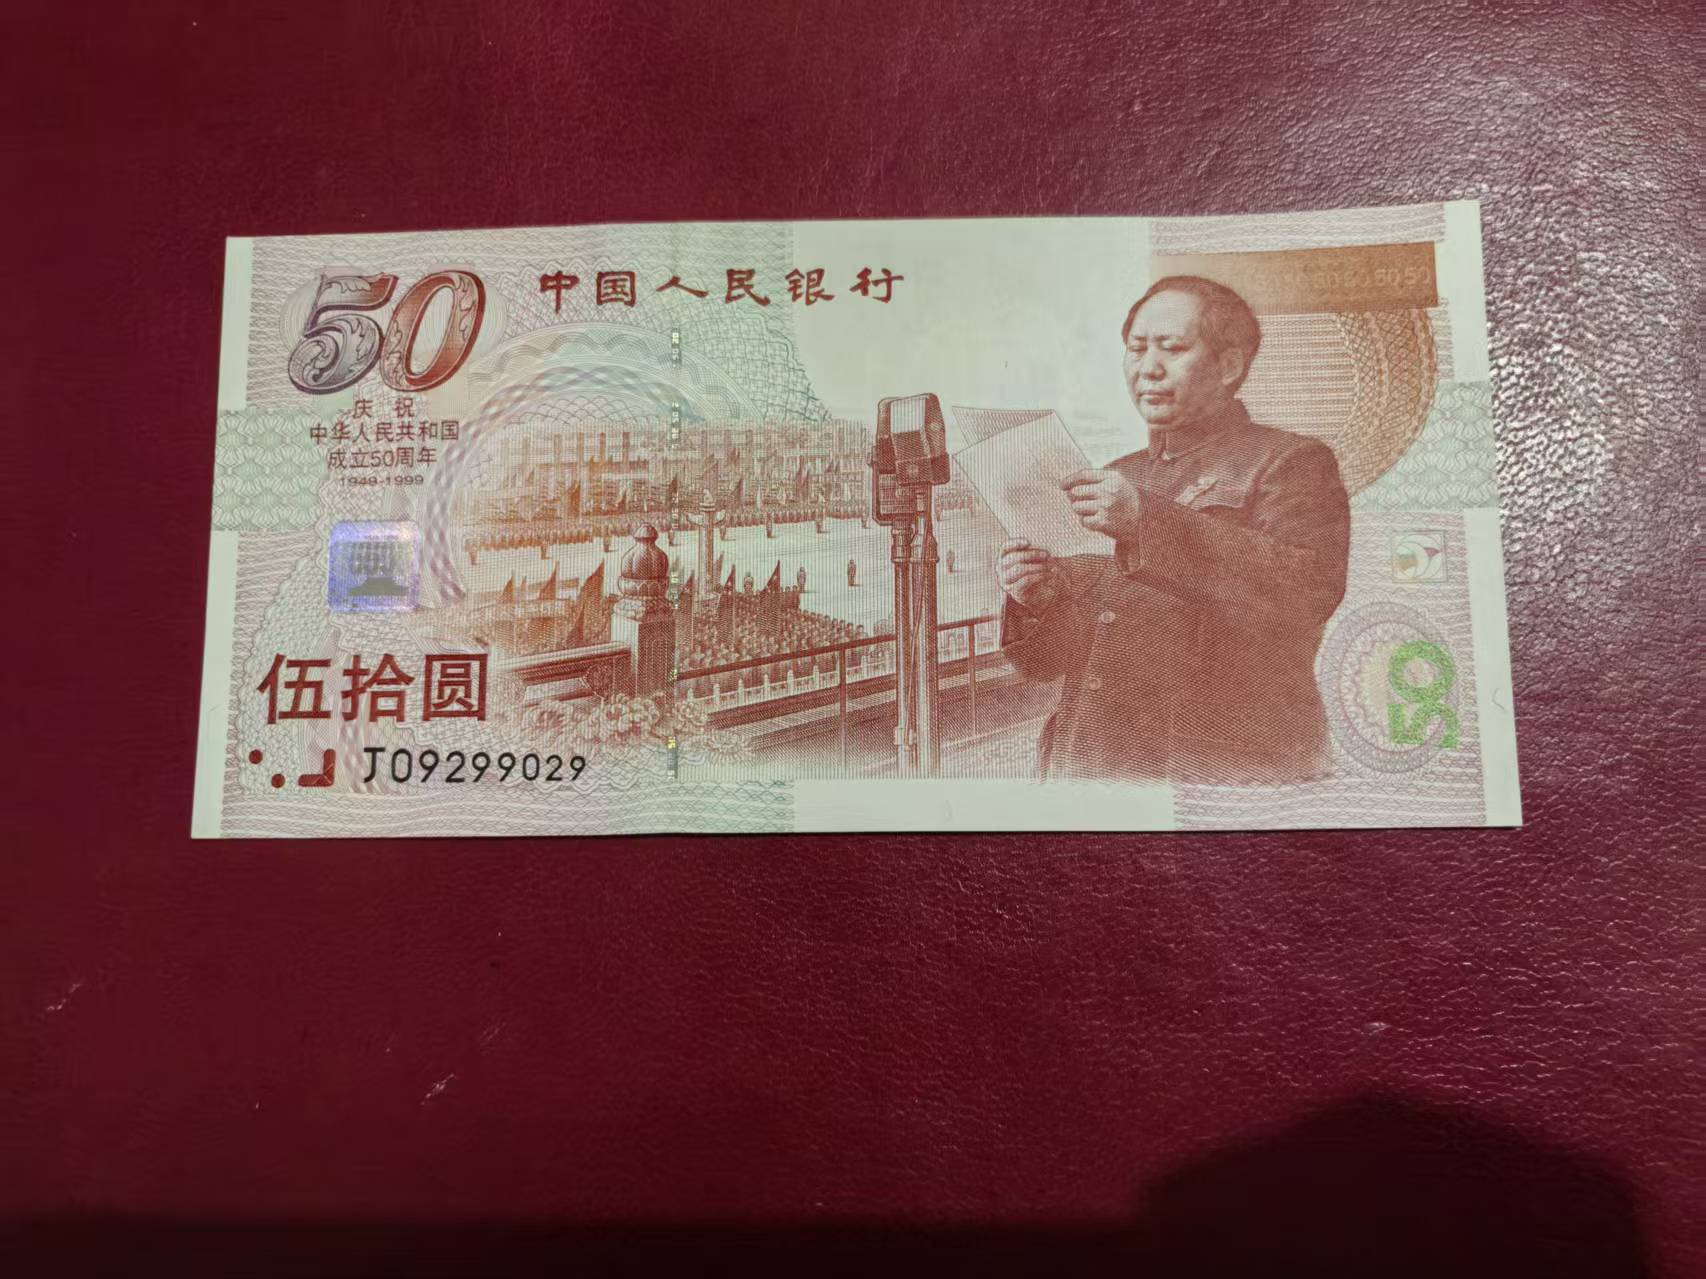 50
中国人民银行
庆祝
中华人民共和国
成立50周年
1949-1999
伍拾圆
J09299029
50